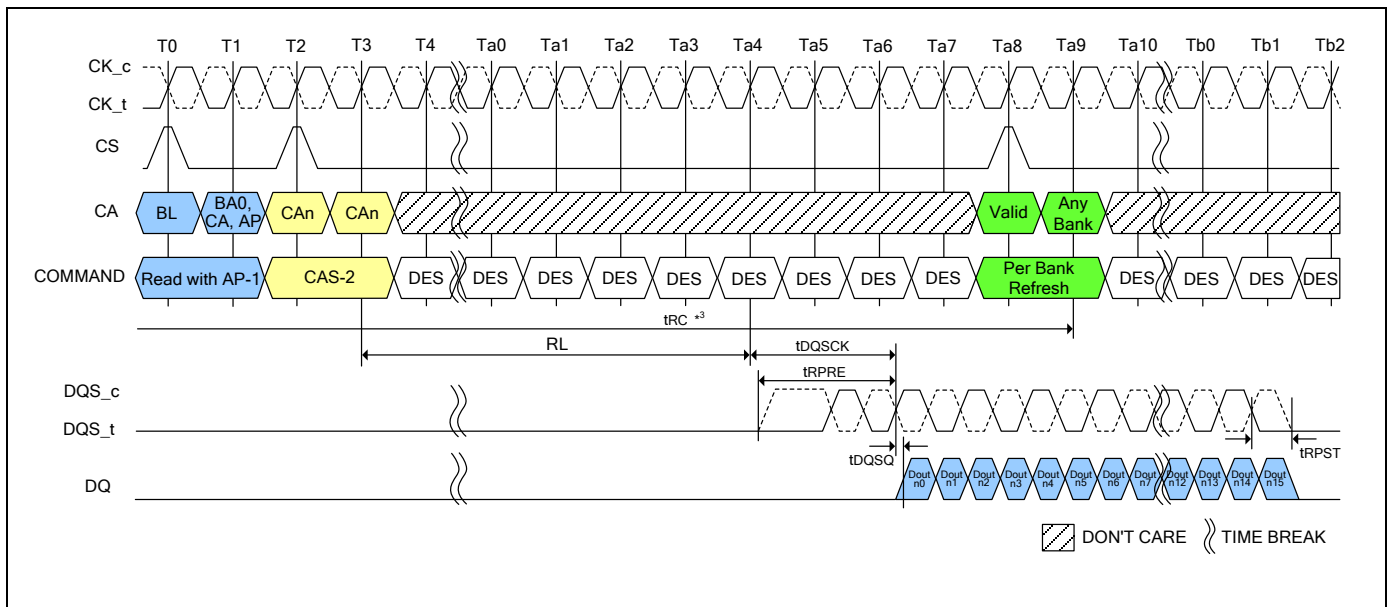 T0 T1 T2 T3 T4 Ta0 Ta1 Ta2 Ta3 Ta4 Ta5 Ta6 Ta7 Ta8 Ta9 Ta10 Tb0 Tb1 Tb2
CK_c
CK_t
CS
CA BL BA0, CA, AP CAn CAn Valid Any Bank
COMMAND Read with AP-1 CAS-2 DES DES DES DES DES DES DES DES DES Per Bank Refresh DES DES DES DES
tRC *3
RL tDQSCK
tRPRE
DQS_c
DQS_t
tDQSQ tRPST
DQ Dout n0 Dout n1 Dout n2 Dout n3 Dout n4 Dout n5 Dout n6 Dout n7 Dout n12 Dout n13 Dout n14 Dout n15
DON'T CARE TIME BREAK